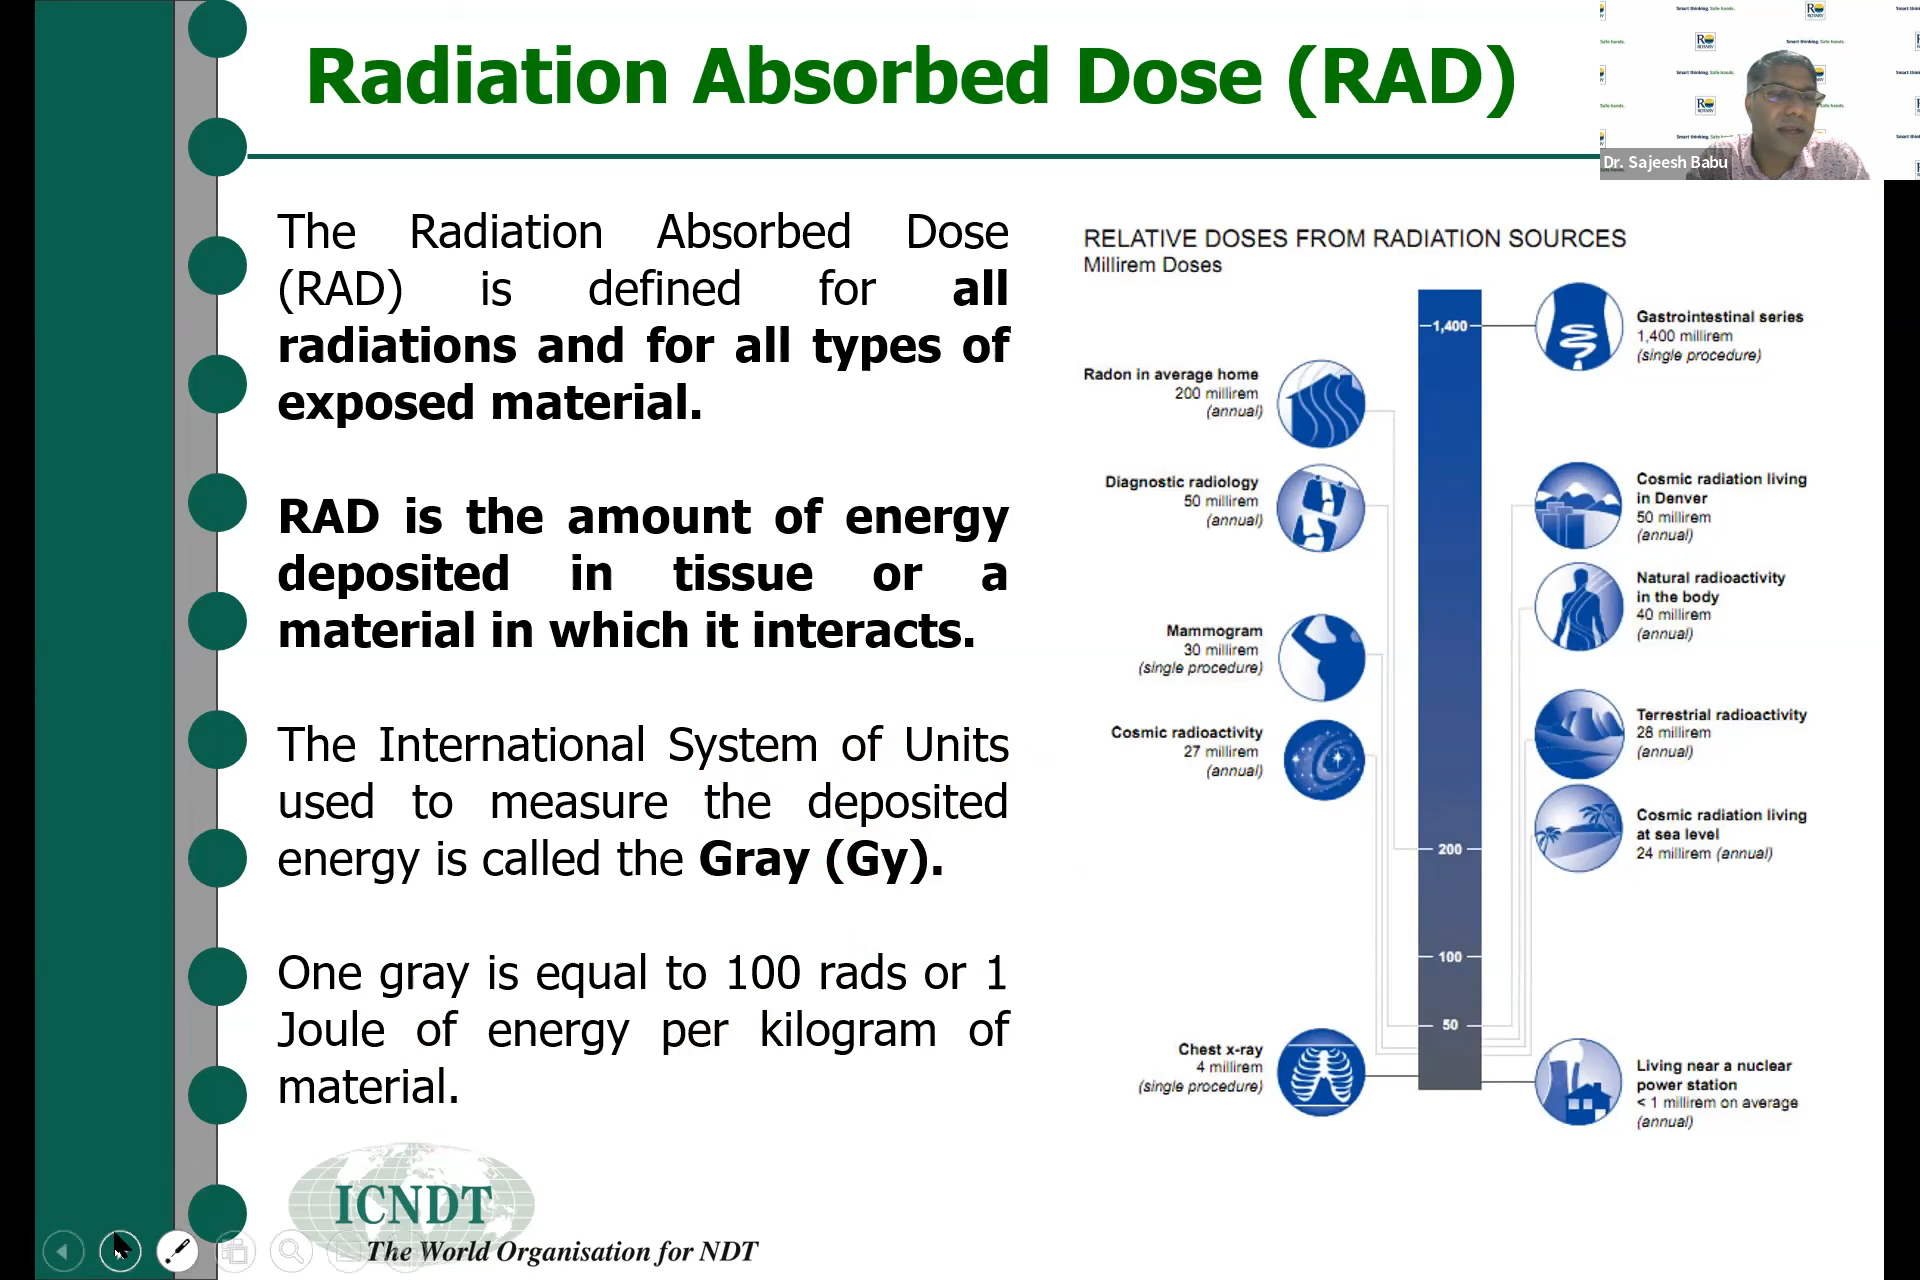 Radiation Absorbed Dose (RAD)
Smart thinking. Safe hands.
ROTARY
Dr. Sajeesh Babu
The Radiation Absorbed Dose
(RAD) is defined for all
radiations and for all types of
exposed material.
RAD is the amount of energy
deposited in tissue or a
material in which it interacts.
The International System of Units
used to measure the deposited
energy is called the Gray (Gy).
One gray is equal to 100 rads or 1
Joule of energy per kilogram of
material.
RELATIVE DOSES FROM RADIATION SOURCES
Millirem Doses
1,400
Gastrointestinal series
1,400 millirem
(single procedure)
Radon in average home
200 millirem
(annual)
Diagnostic radiology
50 millirem
(annual)
Cosmic radiation living
in Denver
50 millirem
(annual)
Natural radioactivity
in the body
40 millirem
(annual)
Mammogram
30 millirem
(single procedure)
Cosmic radioactivity
27 millirem
(annual)
Terrestrial radioactivity
28 millirem
(annual)
Cosmic radiation living
at sea level
24 millirem (annual)
200
100
50
Chest x-ray
4 millirem
(single procedure)
Living near a nuclear
power station
< 1 millirem on average
(annual)
ICNDT
The World Organisation for NDT